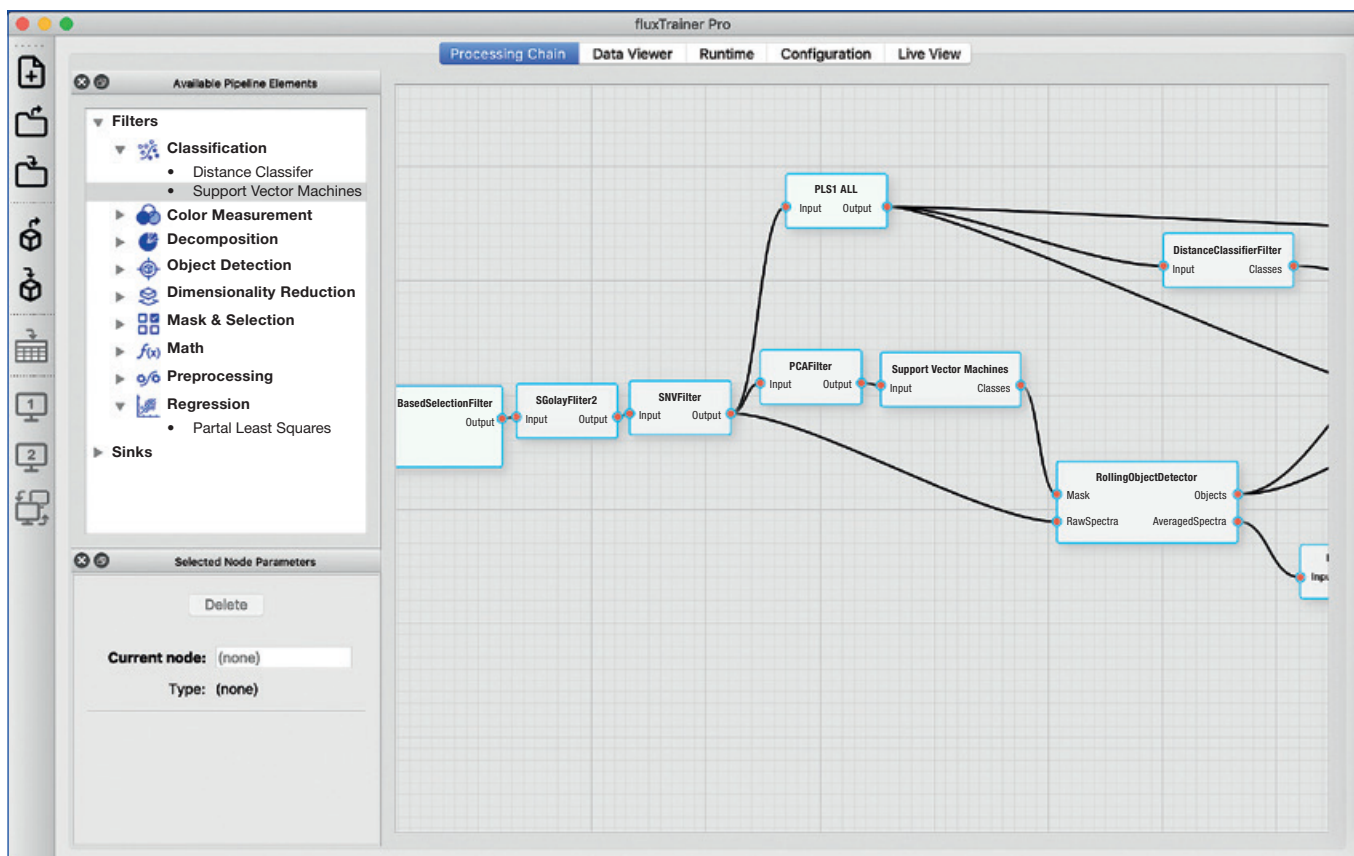 fluxTrainer Pro
Processing Chain Data Viewer Runtime Configuration Live View
Available Pipeline Elements
Filters
Classification
• Distance Classifer
• Support Vector Machines
Color Measurement
Decomposition
Object Detection
Dimensionality Reduction
Mask & Selection
f(x) Math
Preprocessing
Regression
• Partal Least Squares
Sinks
1
2
Selected Node Parameters
Delete
Current node: (none)
Type: (none)
PLS1 ALL
Input Output
DistanceClassifierFilter
Input Classes
PCAFilter
Input Output
Support Vector Machines
Input Classes
BasedSelectionFilter
Output
SGolayFliter2
Input Output
SNVFilter
Input Output
RollingObjectDetector
Mask Objects
RawSpectra AveragedSpectra
Inpu